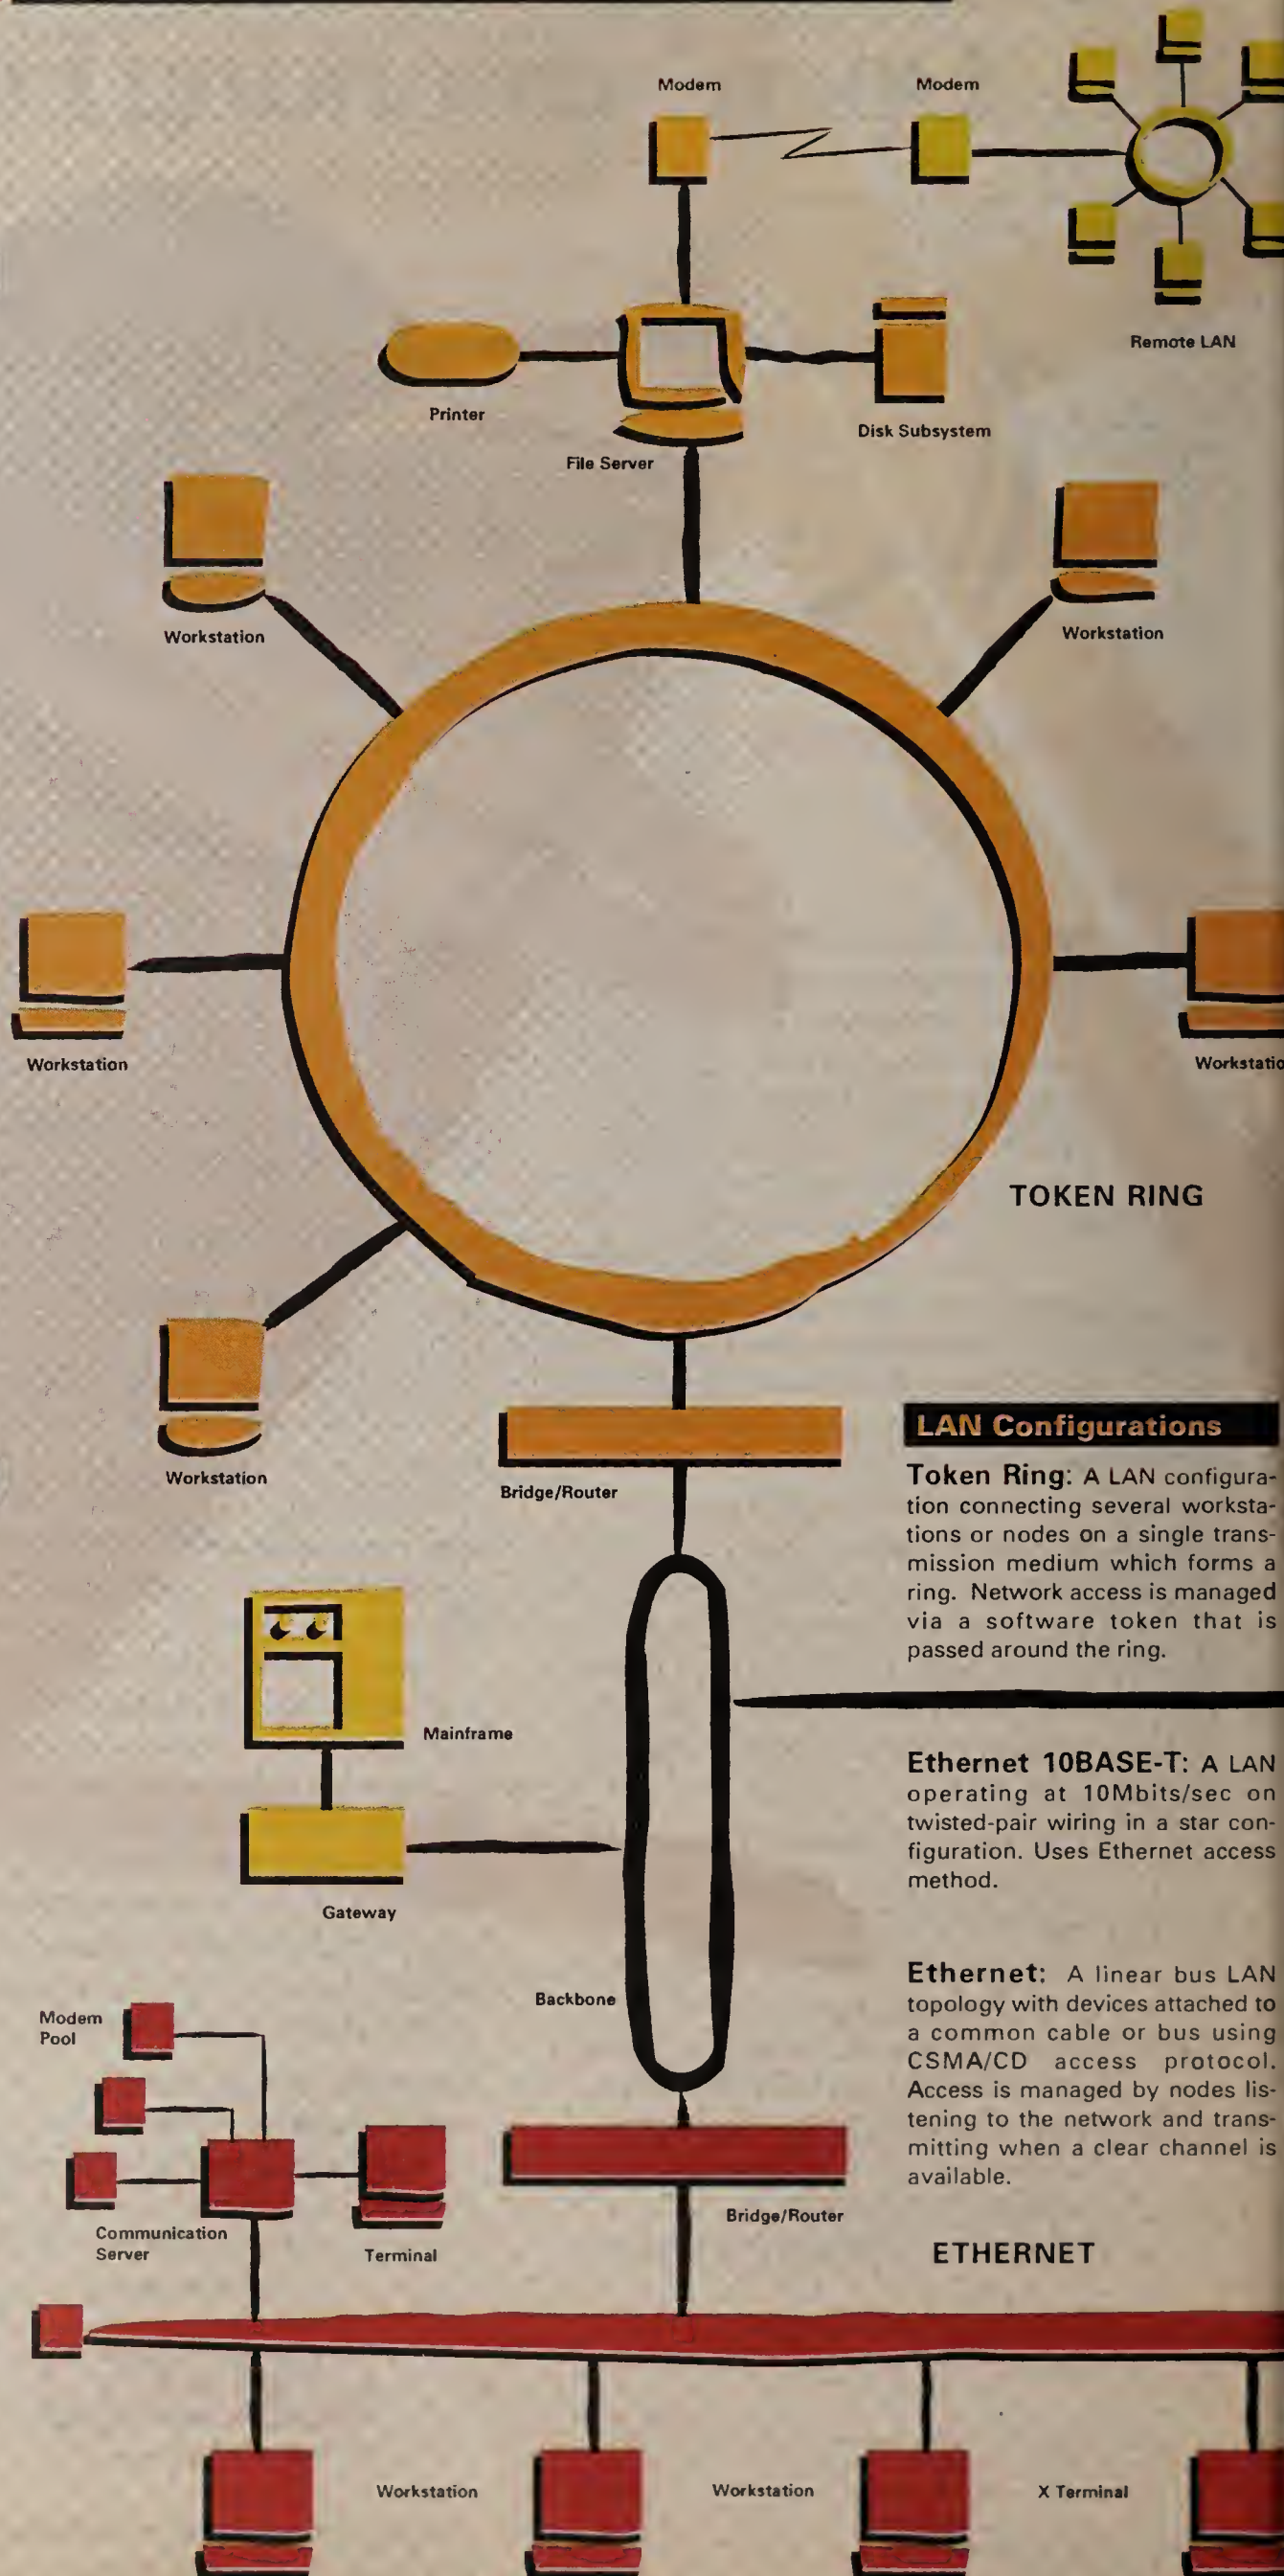 Modem
Modem
Remote LAN
Printer
File Server
Disk Subsystem
Workstation
Workstation
Workstation
Workstatio
TOKEN RING
Workstation
Bridge/Router
LAN Configurations
Token Ring: A LAN configura-
tion connecting several worksta-
tions or nodes on a single trans-
mission medium which forms a
ring. Network access is managed
via a software token that is
passed around the ring.
Mainframe
Gateway
Ethernet 10BASE-T: A LAN
operating at 10Mbits/sec on
twisted-pair wiring in a star con-
figuration. Uses Ethernet access
method.
Backbone
Ethernet: A linear bus LAN
topology with devices attached to
a common cable or bus using
CSMA/CD access protocol.
Access is managed by nodes lis-
tening to the network and trans-
mitting when a clear channel is
available.
Modem
Pool
Communication
Server
Terminal
Bridge/Router
ETHERNET
Workstation
Workstation
X Terminal